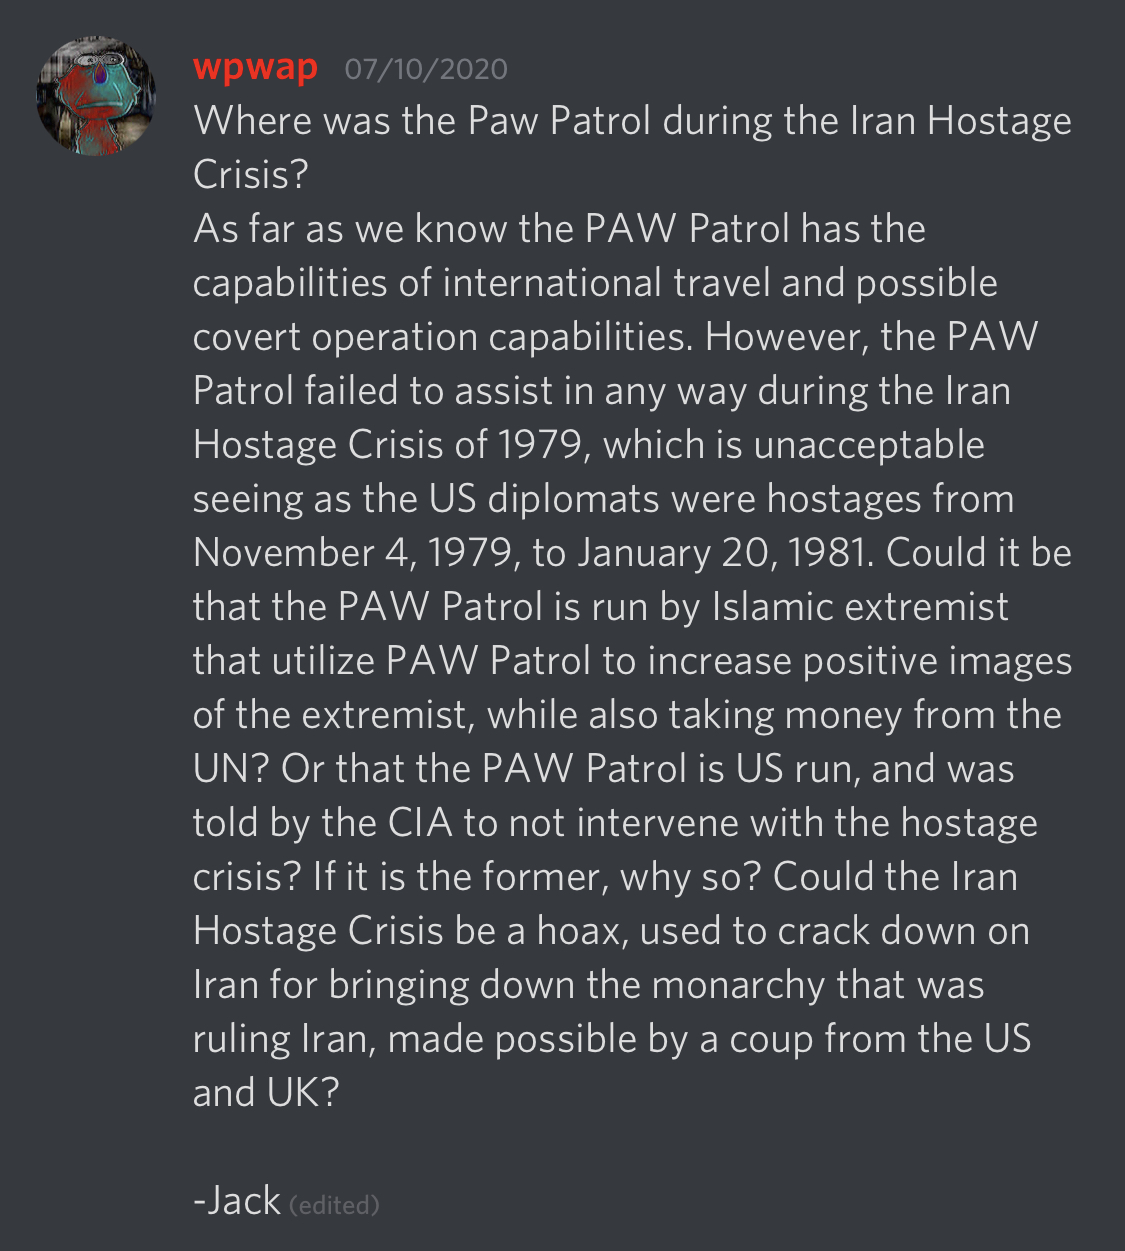 wpwap 07/10/2020
Where was the Paw Patrol during the Iran Hostage
Crisis?
As far as we know the PAW Patrol has the
capabilities of international travel and possible
covert operation capabilities. However, the PAW
Patrol failed to assist in any way during the Iran
Hostage Crisis of 1979, which is unacceptable
seeing as the US diplomats were hostages from
November 4, 1979, to January 20, 1981. Could it be
that the PAW Patrol is run by Islamic extremist
that utilize PAW Patrol to increase positive images
of the extremist, while also taking money from the
UN? Or that the PAW Patrol is US run, and was
told by the CIA to not intervene with the hostage
crisis? If it is the former, why so? Could the Iran
Hostage Crisis be a hoax, used to crack down on
Iran for bringing down the monarchy that was
ruling Iran, made possible by a coup from the US
and UK?
-Jack (edited)